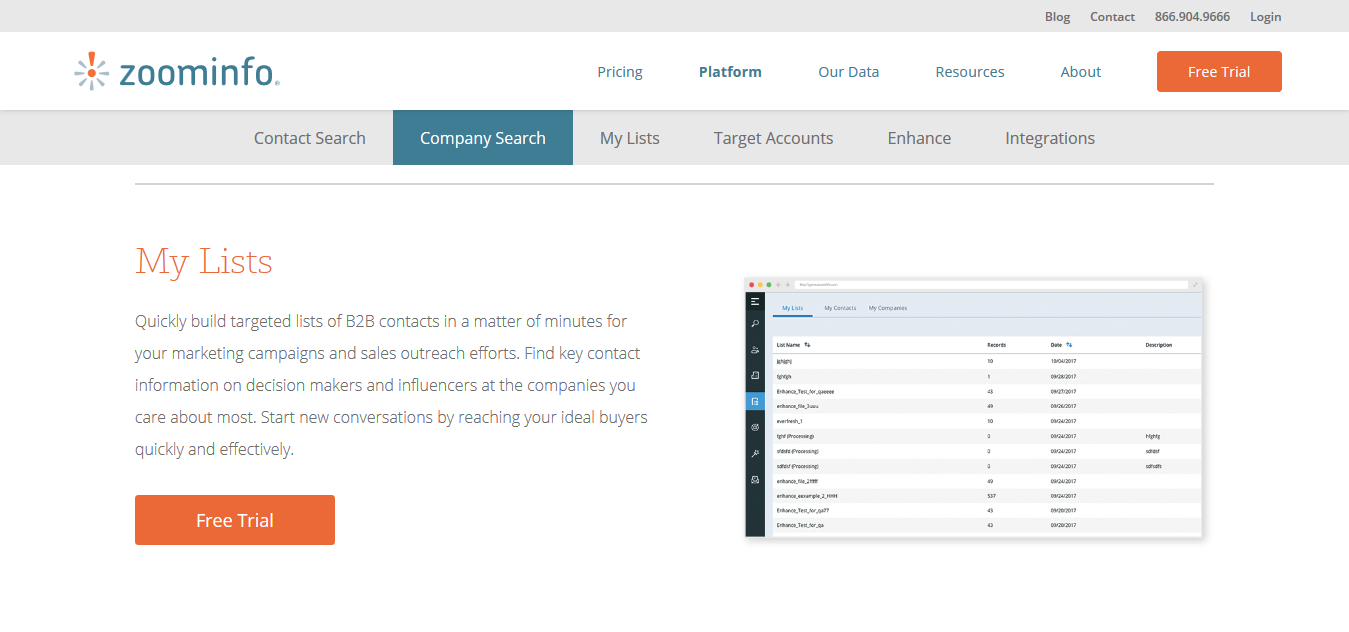 Blog Contact 866.904.9666 Login
zoominfo
Pricing Platform Our Data Resources About Free Trial
Contact Search Company Search My Lists Target Accounts Enhance Integrations
My Lists
Quickly build targeted lists of B2B contacts in a matter of minutes for
your marketing campaigns and sales outreach efforts. Find key contact
information on decision makers and influencers at the companies you
care about most. Start new conversations by reaching your ideal buyers
quickly and effectively.
Free Trial
My Lists My Contacts My Companies
List Name Records Date Description
10 10/04/2017
1 09/28/2017
Enhance_Test_for_qaeeee 43 09/27/2017
enhance_file_3uuu 49 09/26/2017
everfresh_1 10 09/24/2017
fghf (Processing) 0 09/24/2017 hfghfg
sfdsfd (Processing) 0 09/24/2017 sdfdsf
sdfdsf (Processing) 0 09/24/2017 sdfsdfs
49 09/24/2017
enhance_eaxample_2_HHH 537 09/24/2017
Enhance_Test_for_qa77 43 09/20/2017
Enhance_Test_for_qa 43 09/20/2017